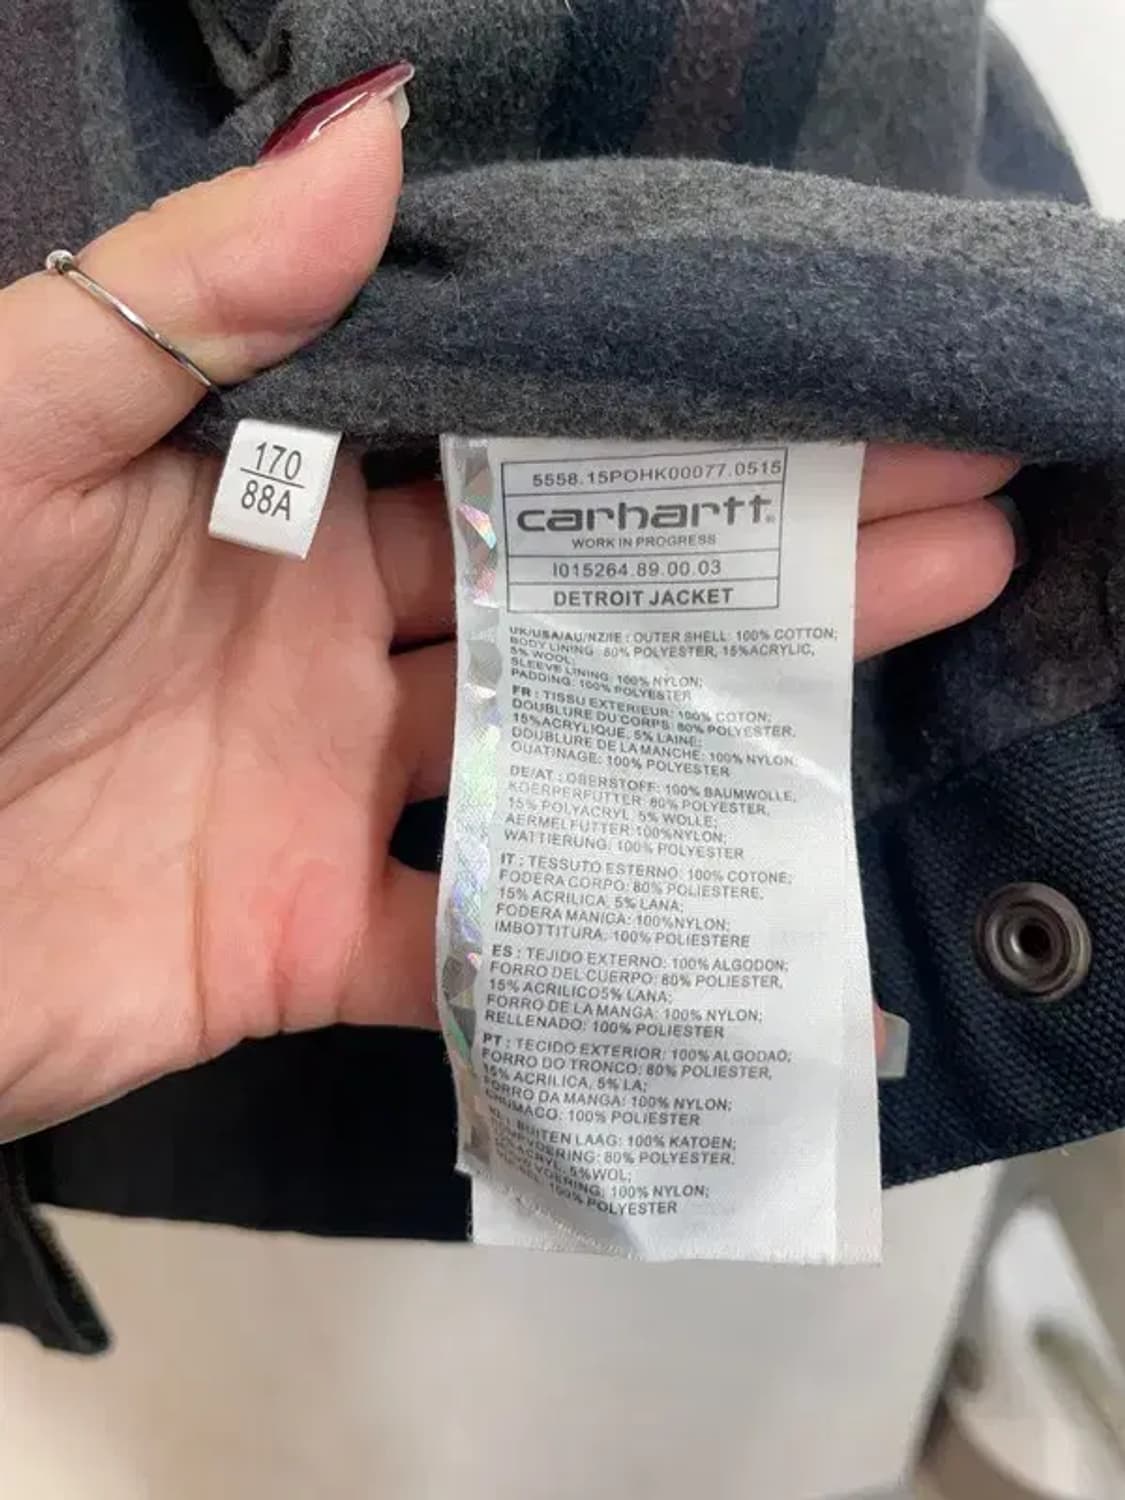 170
88A
5558.15POHK00077.0515
carhartt®
WORK IN PROGRESS
I015264.89.00.03
DETROIT JACKET
UK/USA/AU/NZ/IE : OUTER SHELL: 100% COTTON;
BODY LINING: 80% POLYESTER, 15%ACRYLIC,
5% WOOL;
SLEEVE LINING: 100% NYLON;
PADDING: 100% POLYESTER
FR : TISSU EXTERIEUR: 100% COTON;
DOUBLURE DU CORPS: 80% POLYESTER,
15%ACRYLIQUE, 5% LAINE;
DOUBLURE DE LA MANCHE: 100% NYLON;
OUATINAGE: 100% POLYESTER
DE/AT : OBERSTOFF: 100% BAUMWOLLE,
KOERPERFUTTER: 80% POLYESTER,
15% POLYACRYL, 5% WOLLE;
AERMELFUTTER:100%NYLON;
WATTIERUNG: 100% POLYESTER
IT : TESSUTO ESTERNO: 100% COTONE;
FODERA CORPO: 80% POLIESTERE,
15% ACRILICA, 5% LANA;
FODERA MANICA: 100%NYLON;
IMBOTTITURA: 100% POLIESTERE
ES : TEJIDO EXTERNO: 100% ALGODON;
FORRO DEL CUERPO: 80% POLIESTER,
15% ACRILICO5% LANA;
FORRO DE LA MANGA: 100% NYLON;
RELLENADO: 100% POLIESTER
PT : TECIDO EXTERIOR: 100% ALGODAO;
FORRO DO TRONCO: 80% POLIESTER,
15% ACRILICA, 5% LA;
FORRO DA MANGA: 100% NYLON;
CHUMACO: 100% POLIESTER
BUITEN LAAG: 100% KATOEN;
80% POLYESTER,
5%WOL;
100% NYLON;
100% POLYESTER